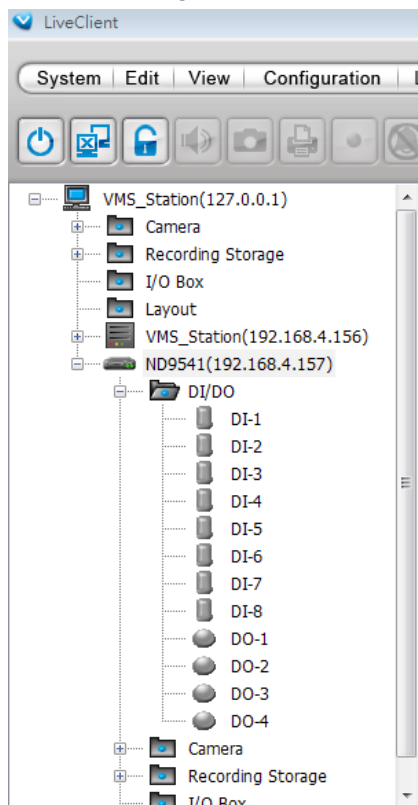 LiveClient
System Edit View Configuration
VMS_Station(127.0.0.1)
Camera
Recording Storage
I/O Box
Layout
VMS_Station(192.168.4.156)
ND9541(192.168.4.157)
DI/DO
DI-1
DI-2
DI-3
DI-4
DI-5
DI-6
DI-7
DI-8
DO-1
DO-2
DO-3
DO-4
Camera
Recording Storage
I/O Box